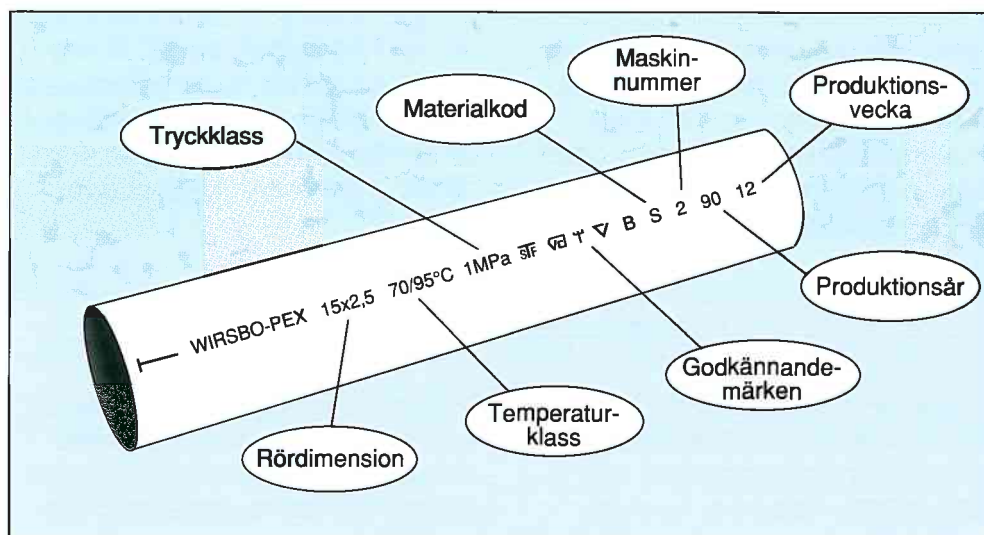 Maskin-
nummer
Produktions-
vecka
Materialkod
Tryckklass
WIRSBO-PEX 15x2,5 70/95°C 1MPa B S 2 90 12
Produktionsår
Godkännande-
märken
Temperatur-
klass
Rördimension